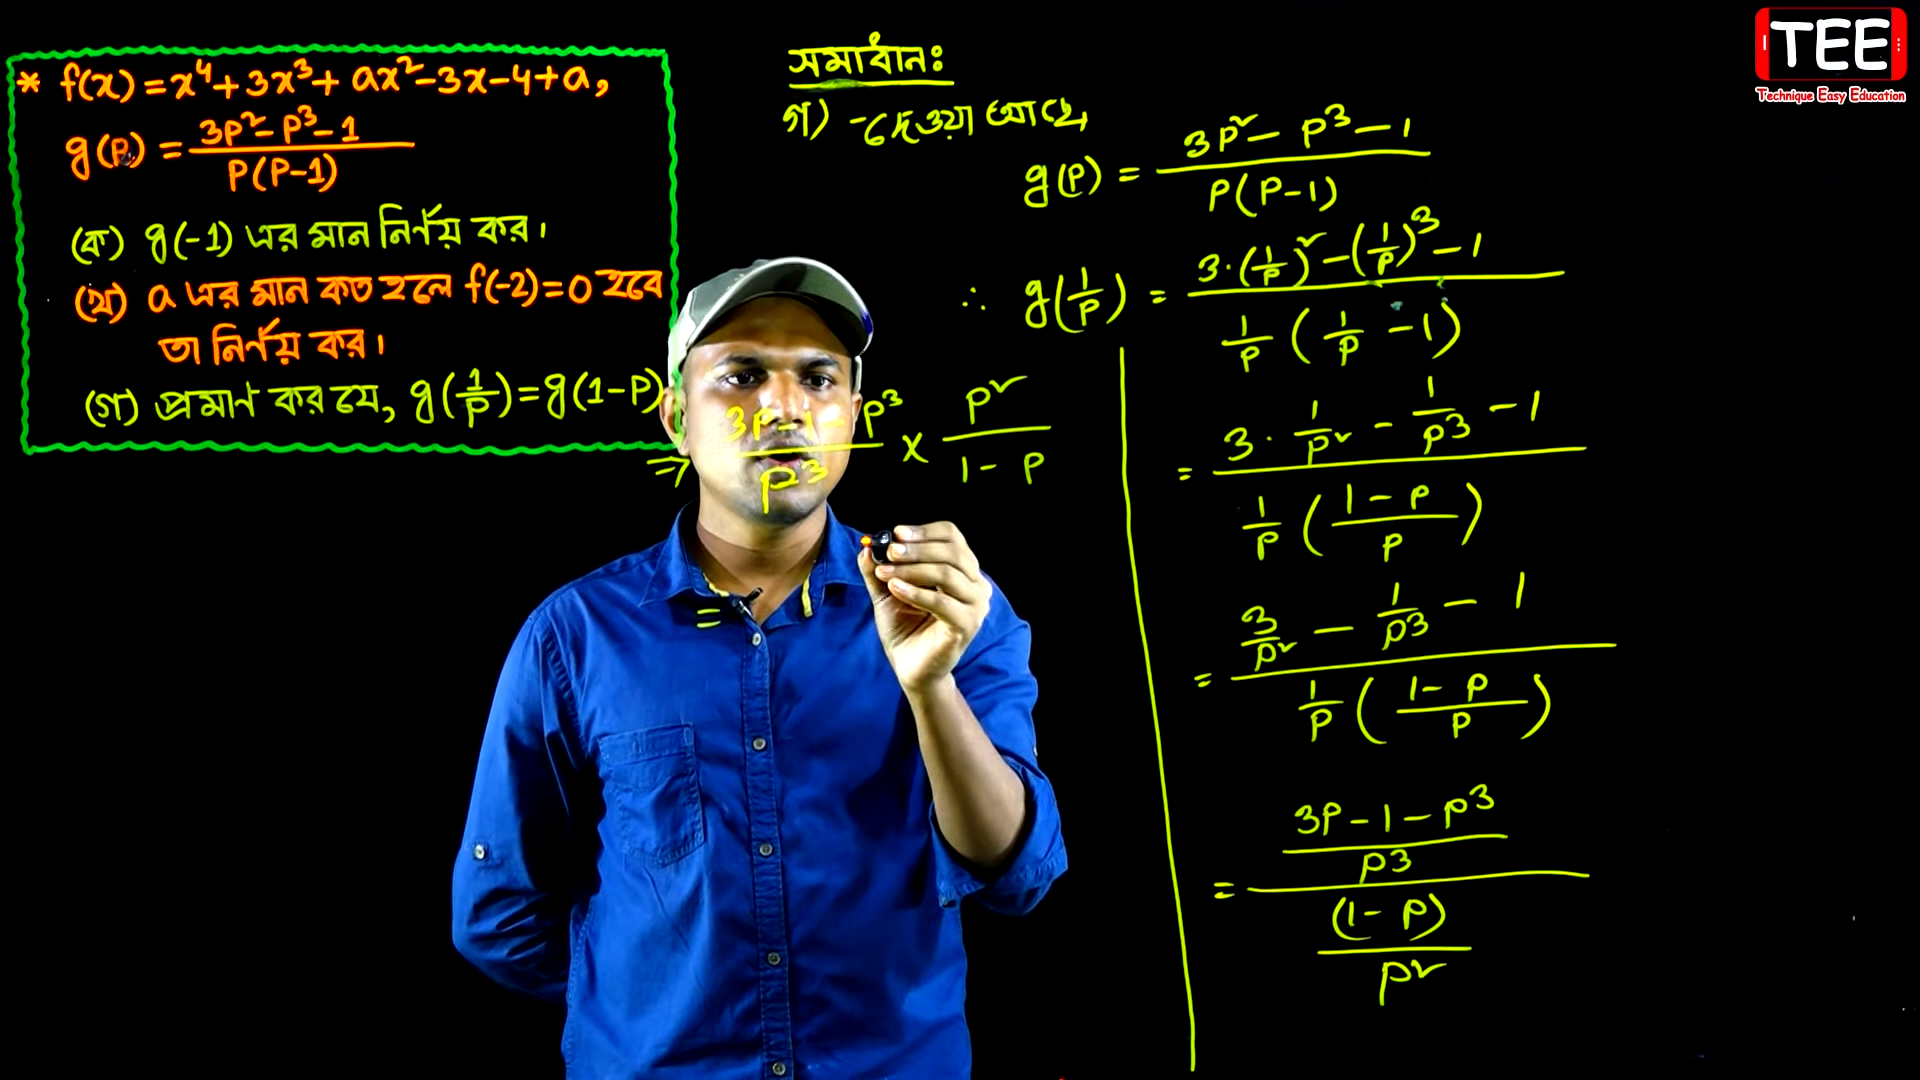 * f(x) = x⁴+3x³+ ax²-3x-4+a,
g(p) = (3p²-p³-1)/(p(p-1))
(ক) g(-1) এর মান নির্ণয় কর।
(খ) a এর মান কত হলে f(-2)=0 হবে
তা নির্ণয় কর।
(গ) প্রমাণ কর যে, g(1/p)=g(1-p)
সমাধানঃ
গ) দেওয়া আছে,
g(p) = (3p² - p³ - 1)/(p(p-1))
∴ g(1/p) = (3·(1/p)² - (1/p)³ - 1)/(1/p (1/p - 1))
= (3 · 1/p² - 1/p³ - 1)/(1/p ((1-p)/p))
= (3/p² - 1/p³ - 1)/(1/p ((1-p)/p))
= ((3p-1-p³)/p³)/((1-p)/p²)
⇒ (3p-1-p³)/p³ × p²/(1-p)
=
TEE
Technique Easy Education